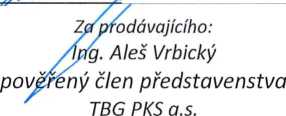 Za prodávajícího:
Ing. Aleš Vrbický
pověřený člen představenstva
TBG PKS a.s.